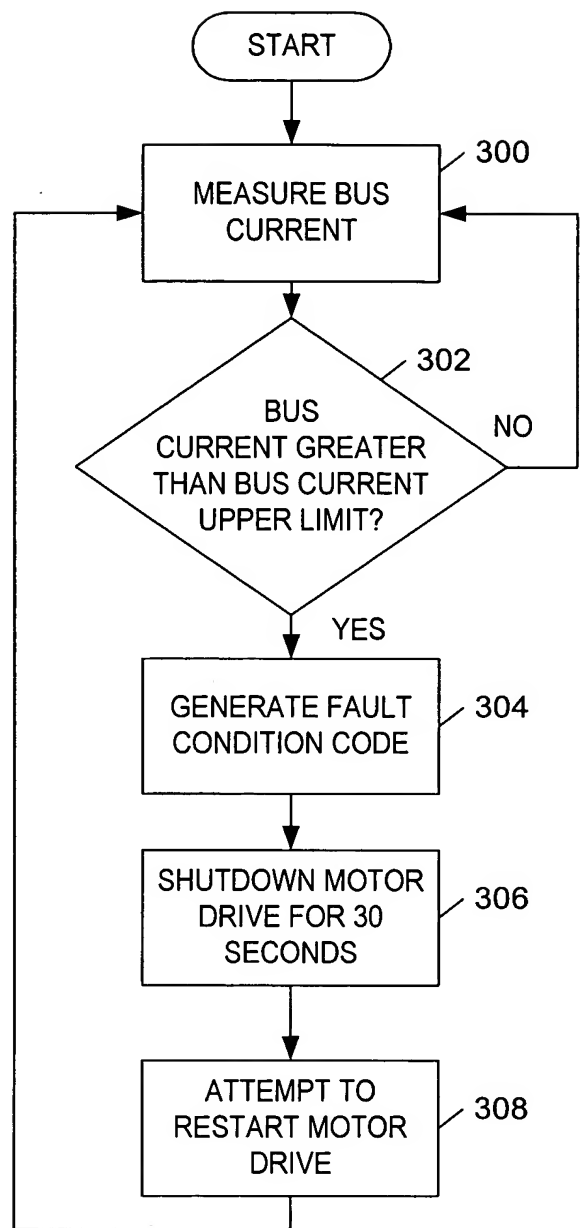 START
300
MEASURE BUS
CURRENT
302
BUS
CURRENT GREATER
THAN BUS CURRENT
UPPER LIMIT?
NO
YES
GENERATE FAULT
CONDITION CODE
304
SHUTDOWN MOTOR
DRIVE FOR 30
SECONDS
306
ATTEMPT TO
RESTART MOTOR
DRIVE
308